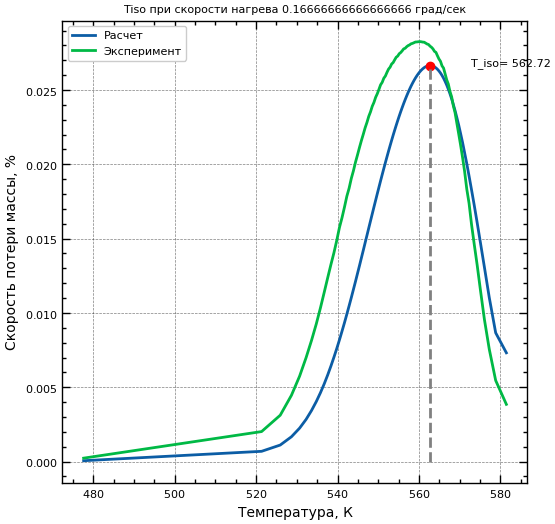 Tiso при скорости нагрева 0.16666666666666666 град/сек
Расчет
Эксперимент
T_iso= 562.72
0.025
0.020
0.015
0.010
0.005
0.000
Скорость потери массы, %
480 500 520 540 560 580
Температура, К